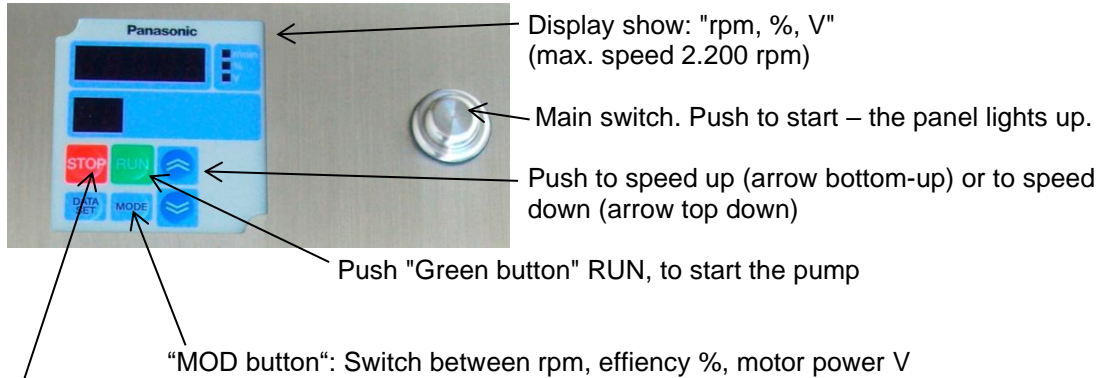 Panasonic
Display show: "rpm, %, V"
(max. speed 2.200 rpm)
Main switch. Push to start – the panel lights up.
V
STOP RUN
Push to speed up (arrow bottom-up) or to speed
down (arrow top down)
DATA
SET
MODE
Push "Green button" RUN, to start the pump
“MOD button“: Switch between rpm, effiency %, motor power V